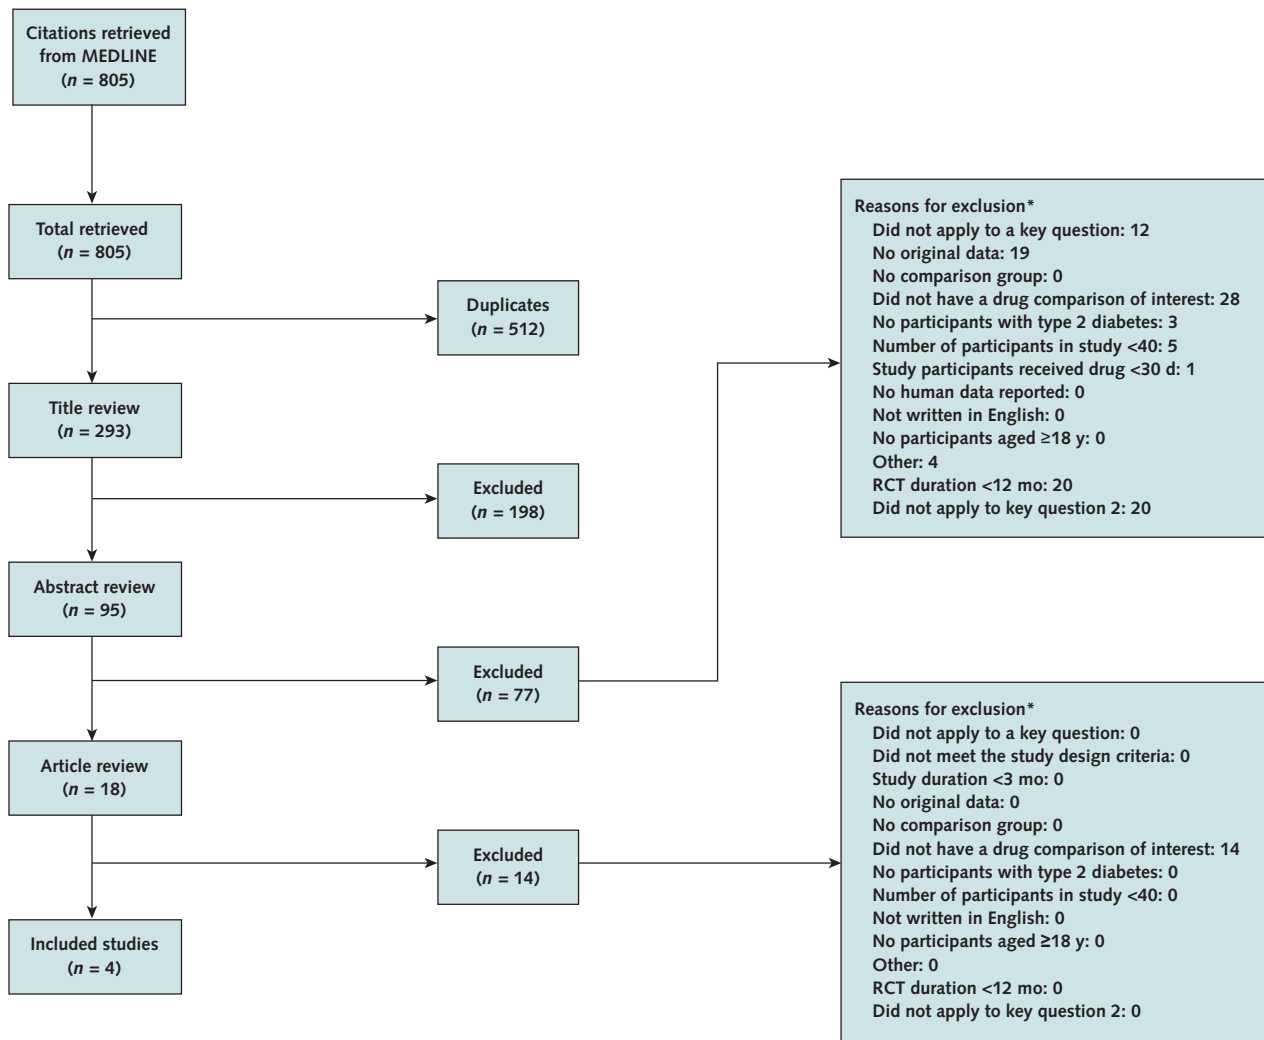 Citations retrieved
from MEDLINE
(n = 805)
Total retrieved
(n = 805)
Duplicates
(n = 512)
Title review
(n = 293)
Excluded
(n = 198)
Abstract review
(n = 95)
Excluded
(n = 77)
Reasons for exclusion*
Did not apply to a key question: 12
No original data: 19
No comparison group: 0
Did not have a drug comparison of interest: 28
No participants with type 2 diabetes: 3
Number of participants in study <40: 5
Study participants received drug <30 d: 1
No human data reported: 0
Not written in English: 0
No participants aged ≥18 y: 0
Other: 4
RCT duration <12 mo: 20
Did not apply to key question 2: 20
Article review
(n = 18)
Excluded
(n = 14)
Reasons for exclusion*
Did not apply to a key question: 0
Did not meet the study design criteria: 0
Study duration <3 mo: 0
No original data: 0
No comparison group: 0
Did not have a drug comparison of interest: 14
No participants with type 2 diabetes: 0
Number of participants in study <40: 0
Not written in English: 0
No participants aged ≥18 y: 0
Other: 0
RCT duration <12 mo: 0
Did not apply to key question 2: 0
Included studies
(n = 4)